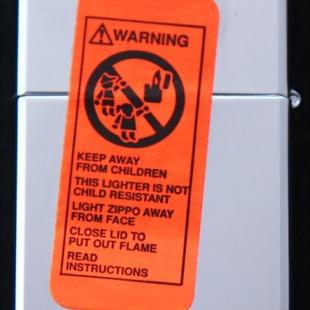 WARNING
KEEP AWAY
FROM CHILDREN
THIS LIGHTER IS NOT
CHILD RESISTANT
LIGHT ZIPPO AWAY
FROM FACE
CLOSE LID TO
PUT OUT FLAME
READ
INSTRUCTIONS